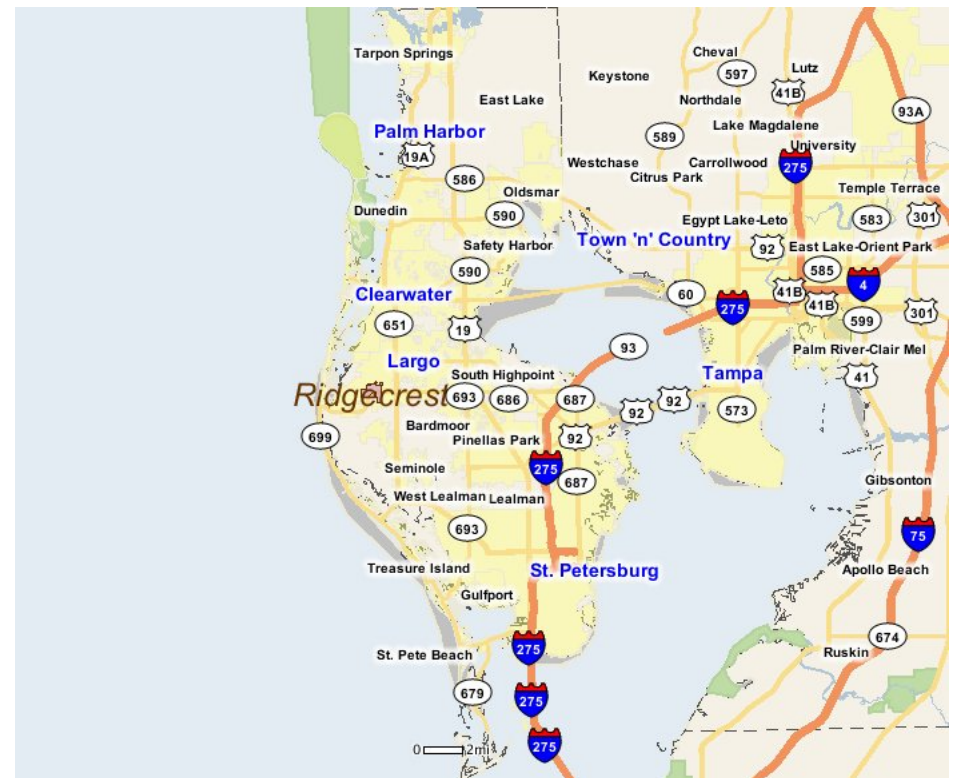 Tarpon Springs
Cheval
597
Lutz
Keystone
41B
East Lake
Northdale
93A
Palm Harbor
589
Lake Magdalene
University
19A
Westchase
Carrollwood
275
586
Citrus Park
Oldsmar
Temple Terrace
Dunedin
590
Egypt Lake-Leto
583
301
Safety Harbor
Town 'n' Country
92
East Lake-Orient Park
590
585
Clearwater
60
41B
4
275
41B
651
19
599
301
93
Largo
Palm River-Clair Mel
South Highpoint
Tampa
41
Ridgecrest
693
686
687
92
92
573
699
Bardmoor
Pinellas Park
92
Seminole
275
687
Gibsonton
West Lealman
Lealman
693
75
Treasure Island
St. Petersburg
Apollo Beach
Gulfport
674
St. Pete Beach
275
Ruskin
679
275
0
2mi
275